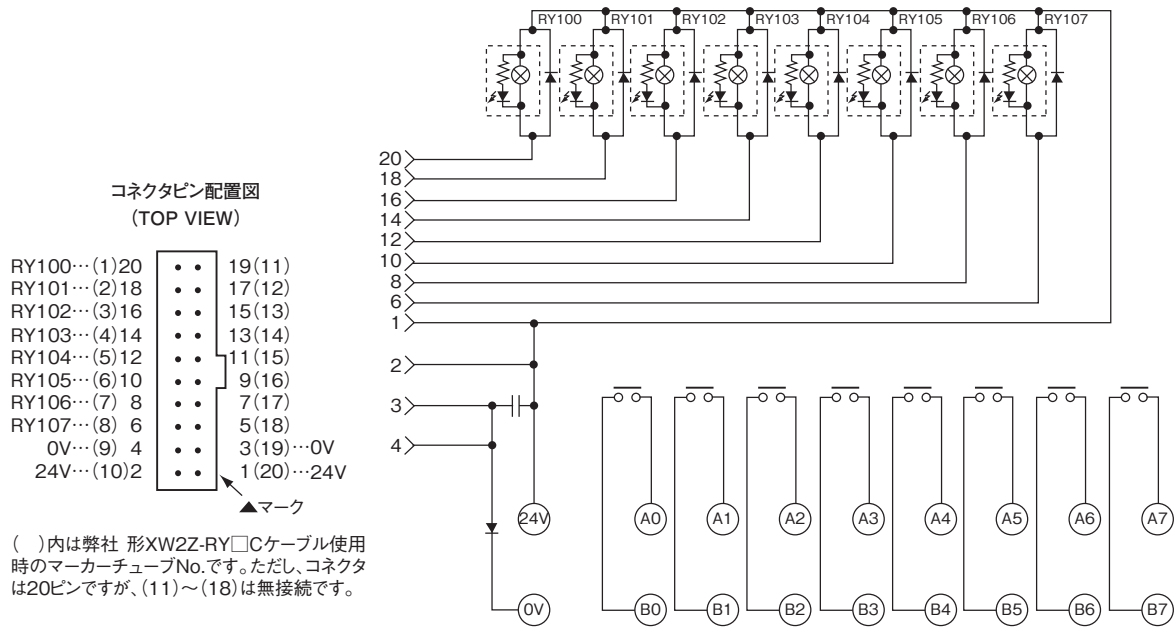 RY100 RY101 RY102 RY103 RY104 RY105 RY106 RY107
20
18
16
14
12
10
8
6
1
2
3
4
コネクタピン配置図
(TOP VIEW)
RY100…(1)20 19(11)
RY101…(2)18 17(12)
RY102…(3)16 15(13)
RY103…(4)14 13(14)
RY104…(5)12 11(15)
RY105…(6)10 9(16)
RY106…(7) 8 7(17)
RY107…(8) 6 5(18)
0V…(9) 4 3(19)…0V
24V…(10)2 1(20)…24V
▲マーク
( )内は弊社 形XW2Z-RY□Cケーブル使用
時のマーカーチューブNo.です。ただし、コネクタ
は20ピンですが、(11)～(18)は無接続です。
24V A0 A1 A2 A3 A4 A5 A6 A7
0V B0 B1 B2 B3 B4 B5 B6 B7